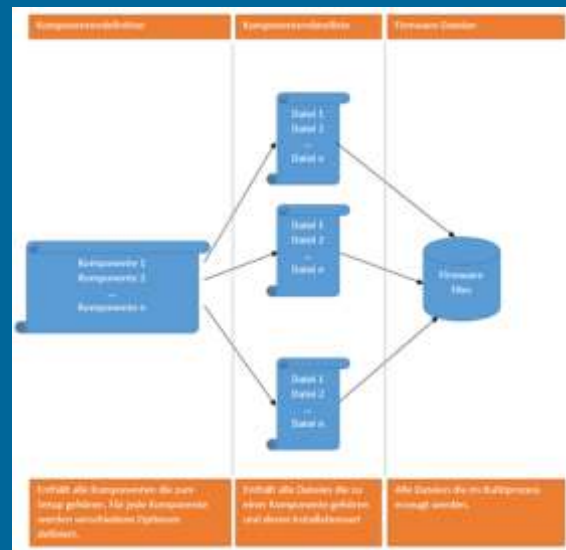 Komponentendefinition
Komponentendateiliste
Firmware Dateien
Komponente 1
Komponente 2
...
Komponente n
Datei 1
Datei 2
...
Datei n
Datei 1
Datei 2
...
Datei n
Datei 1
Datei 2
...
Datei n
Firmware
Files
Enthält alle Komponenten die zum
Setup gehören. Für jede Komponente
werden verschiedene Optionen
definiert.
Enthält alle Dateien die zu
einer Komponente gehören
und deren Installationsort
Alle Dateien die im Buildprozess
erzeugt werden.